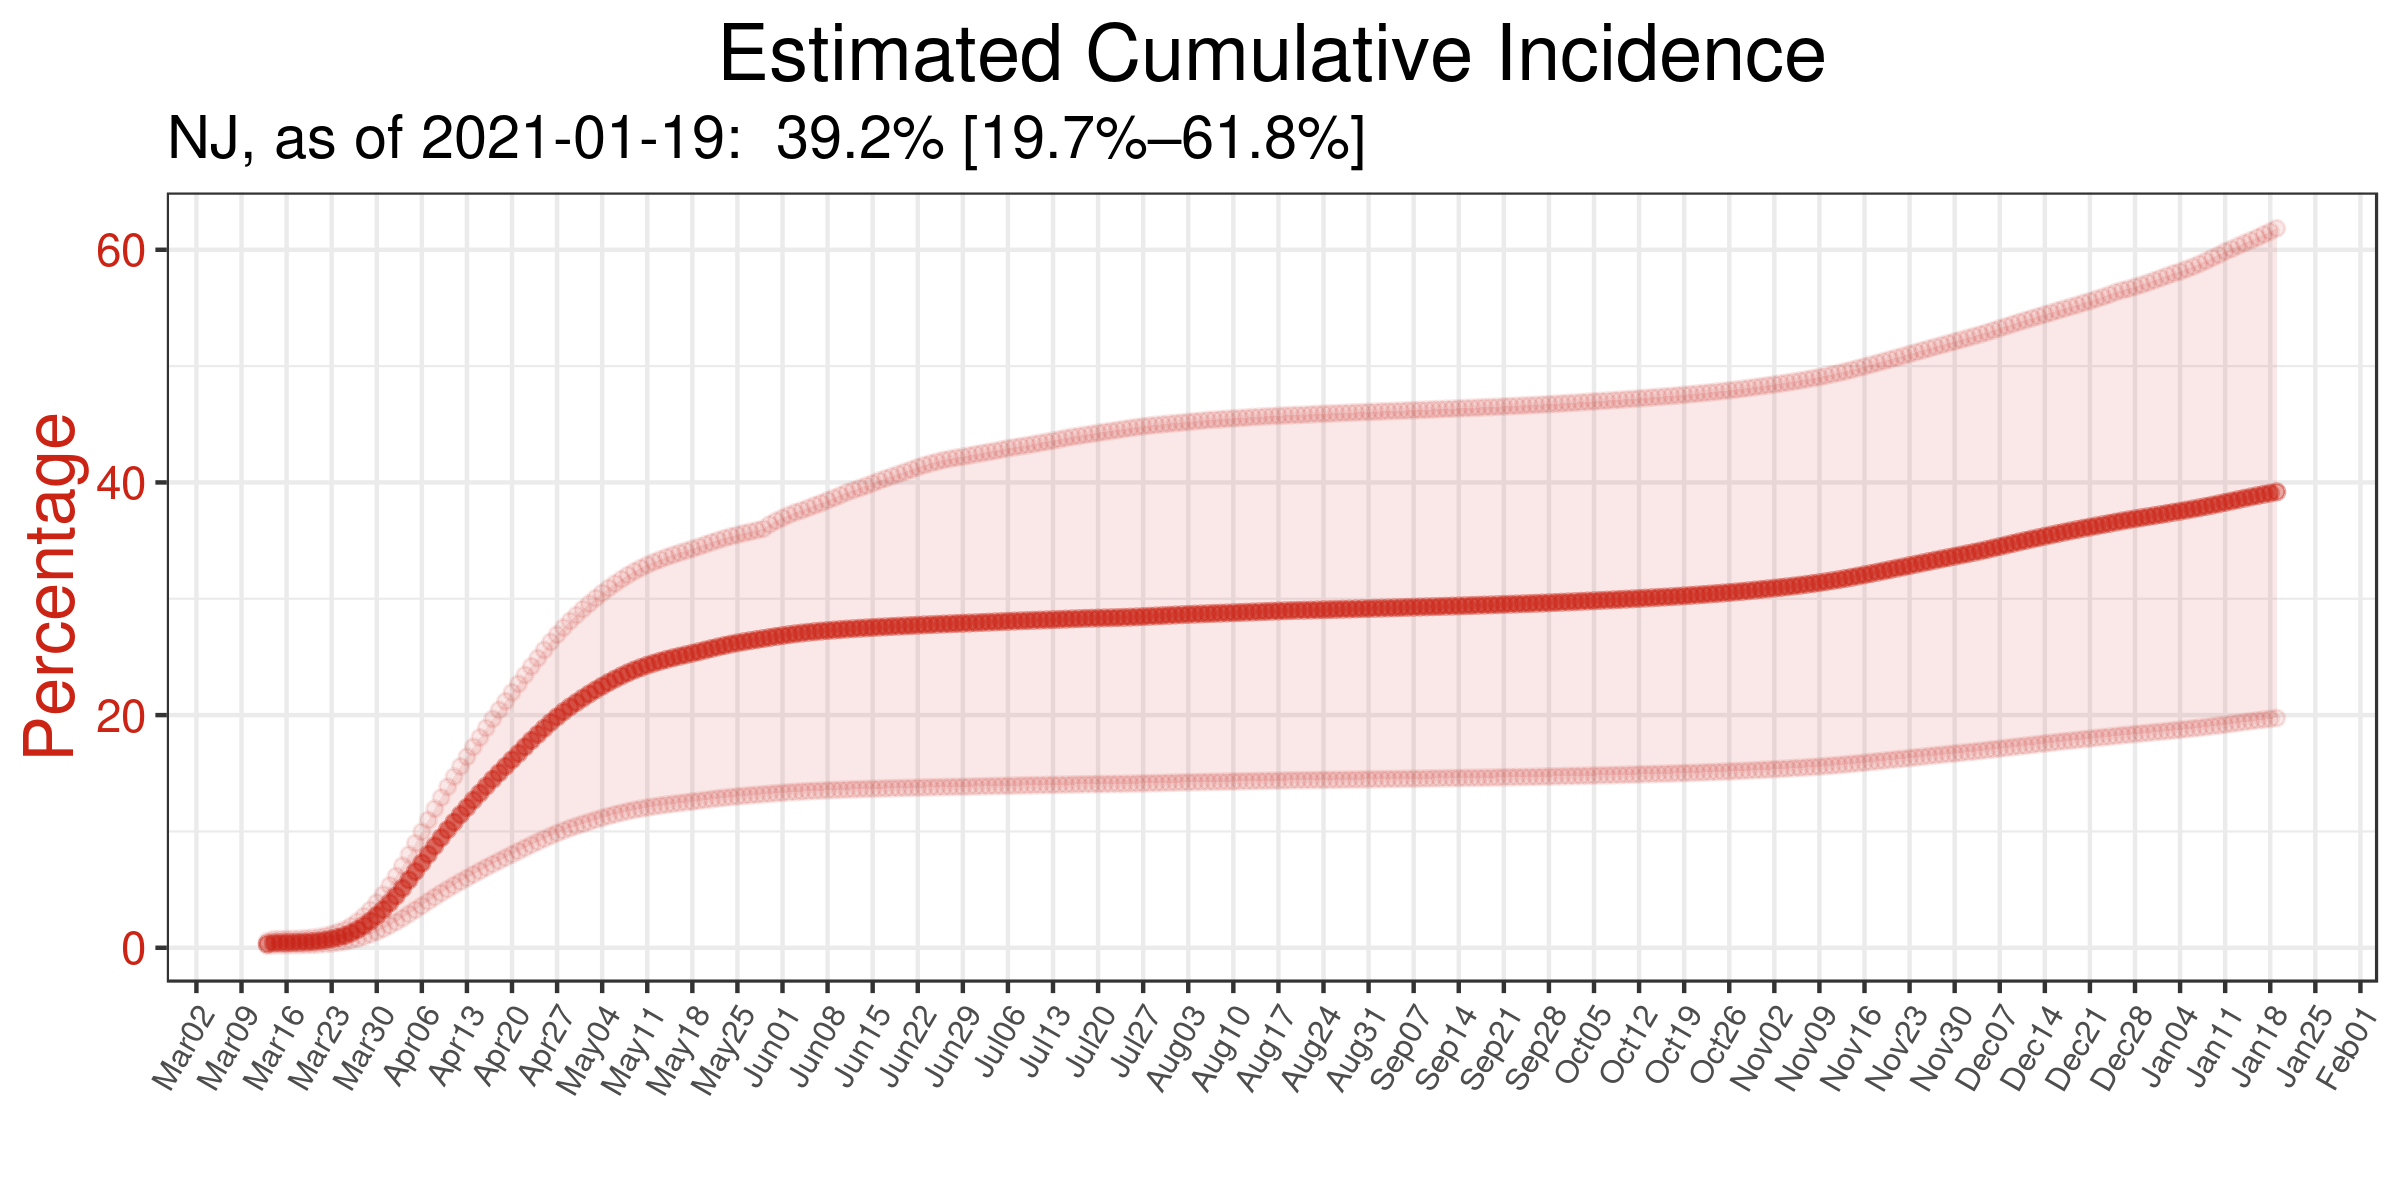 Estimated Cumulative Incidence
NJ, as of 2021-01-19:  39.2% [19.7%–61.8%]
Percentage
60
40
20
0
Mar02
Mar09
Mar16
Mar23
Mar30
Apr06
Apr13
Apr20
Apr27
May04
May11
May18
May25
Jun01
Jun08
Jun15
Jun22
Jun29
Jul06
Jul13
Jul20
Jul27
Aug03
Aug10
Aug17
Aug24
Aug31
Sep07
Sep14
Sep21
Sep28
Oct05
Oct12
Oct19
Oct26
Nov02
Nov09
Nov16
Nov23
Nov30
Dec07
Dec14
Dec21
Dec28
Jan04
Jan11
Jan18
Jan25
Feb01